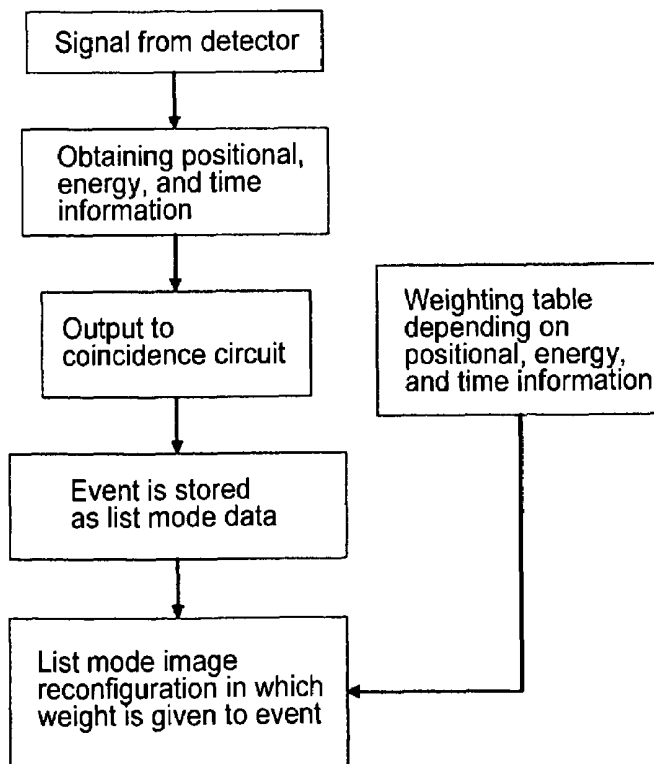 Signal from detector
Obtaining positional,
energy, and time
information
Output to
coincidence circuit
Weighting table
depending on
positional, energy,
and time information
Event is stored
as list mode data
List mode image
reconfiguration in which
weight is given to event